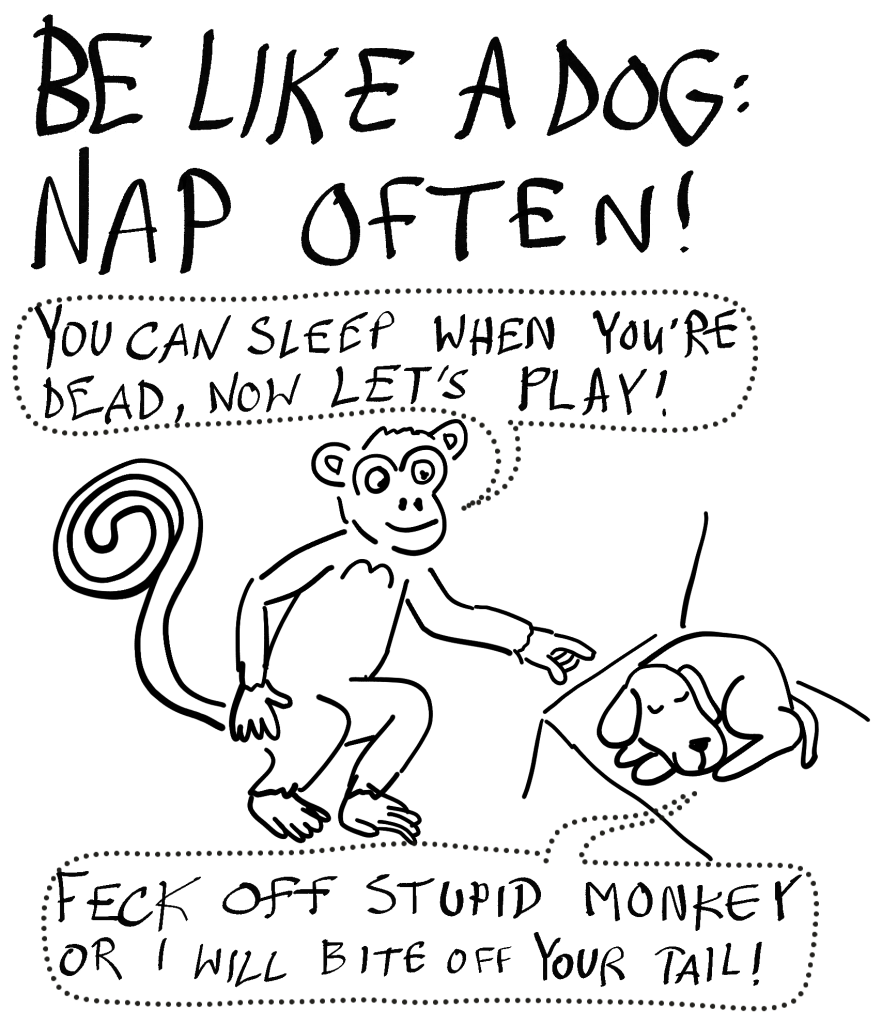 BE LIKE A DOG:
NAP OFTEN!
YOU CAN SLEEP WHEN YOU'RE
DEAD, NOW LET'S PLAY!
FECK OFF STUPID MONKEY
OR I WILL BITE OFF YOUR TAIL!